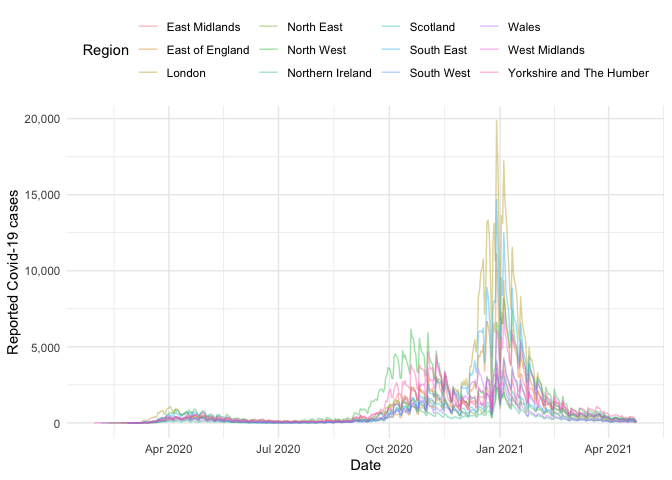 East Midlands North East Scotland Wales
Region East of England North West South East West Midlands
London Northern Ireland South West Yorkshire and The Humber
20,000
15,000
10,000
5,000
0
Reported Covid-19 cases
Apr 2020 Jul 2020 Oct 2020 Jan 2021 Apr 2021
Date